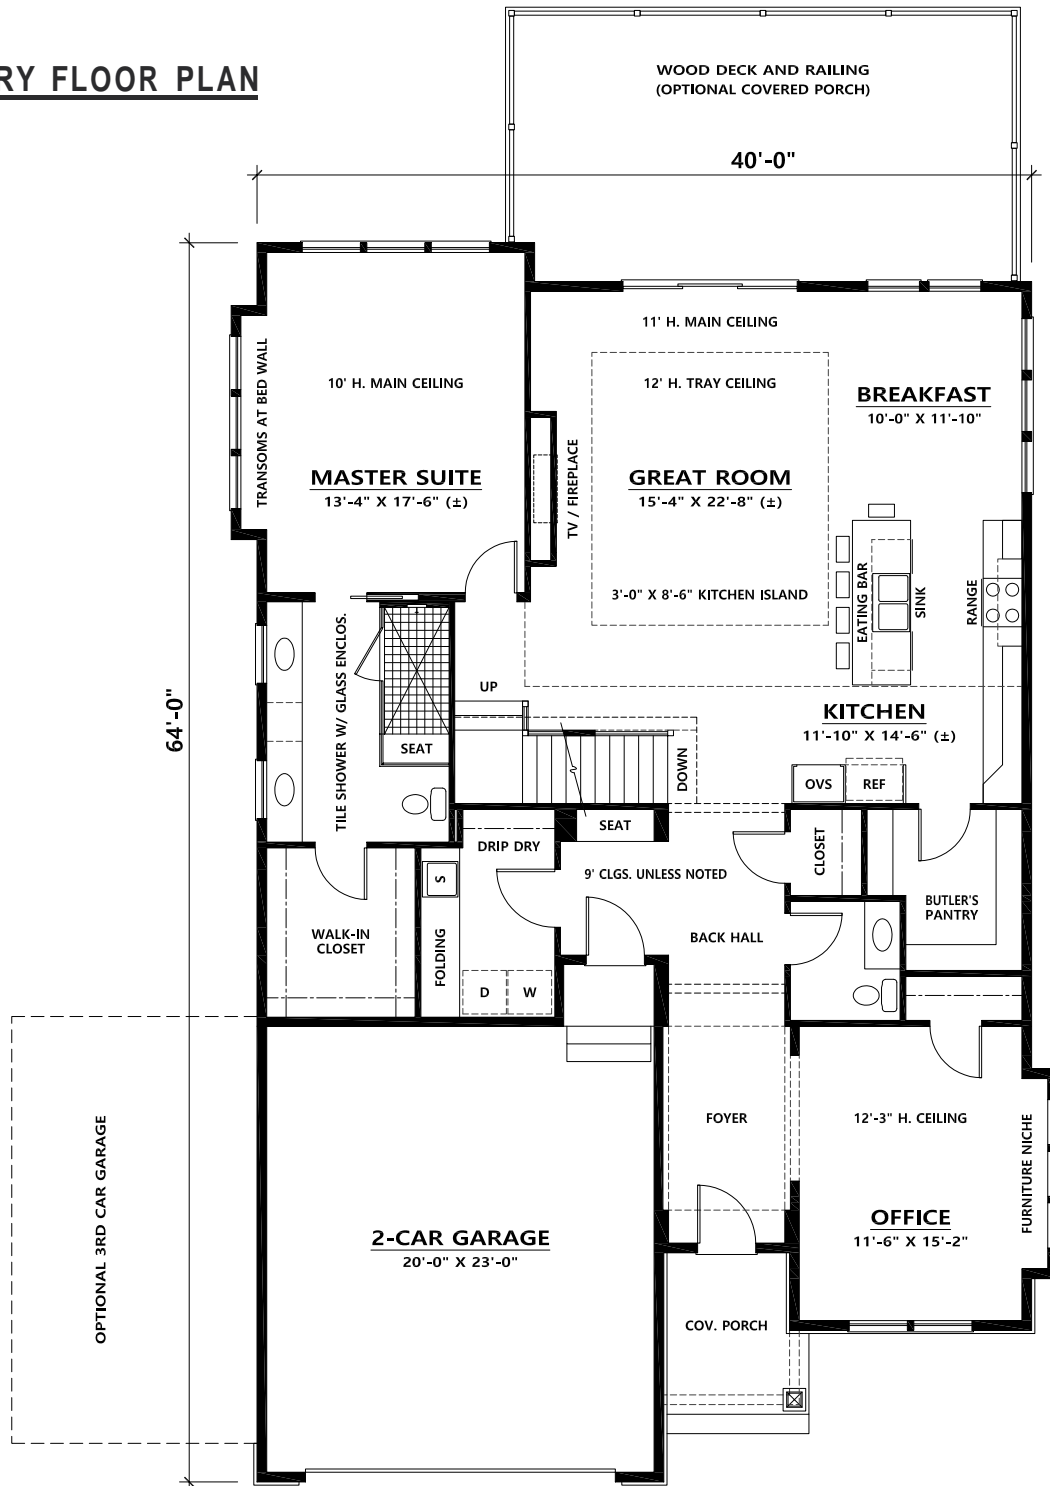 RY FLOOR PLAN
WOOD DECK AND RAILING
(OPTIONAL COVERED PORCH)
40'-0"
64'-0"
11' H. MAIN CEILING
10' H. MAIN CEILING
12' H. TRAY CEILING
TRANSOMS AT BED WALL
BREAKFAST
10'-0" X 11'-10"
MASTER SUITE
13'-4" X 17'-6" (±)
TV / FIREPLACE
GREAT ROOM
15'-4" X 22'-8" (±)
3'-0" X 8'-6" KITCHEN ISLAND
EATING BAR
SINK
RANGE
TILE SHOWER W/ GLASS ENCLOS.
UP
SEAT
KITCHEN
11'-10" X 14'-6" (±)
DOWN
OVS
REF
SEAT
DRIP DRY
CLOSET
9' CLGS. UNLESS NOTED
S
BUTLER'S
PANTRY
WALK-IN
CLOSET
FOLDING
BACK HALL
D
W
FOYER
12'-3" H. CEILING
FURNITURE NICHE
OPTIONAL 3RD CAR GARAGE
2-CAR GARAGE
20'-0" X 23'-0"
OFFICE
11'-6" X 15'-2"
COV. PORCH